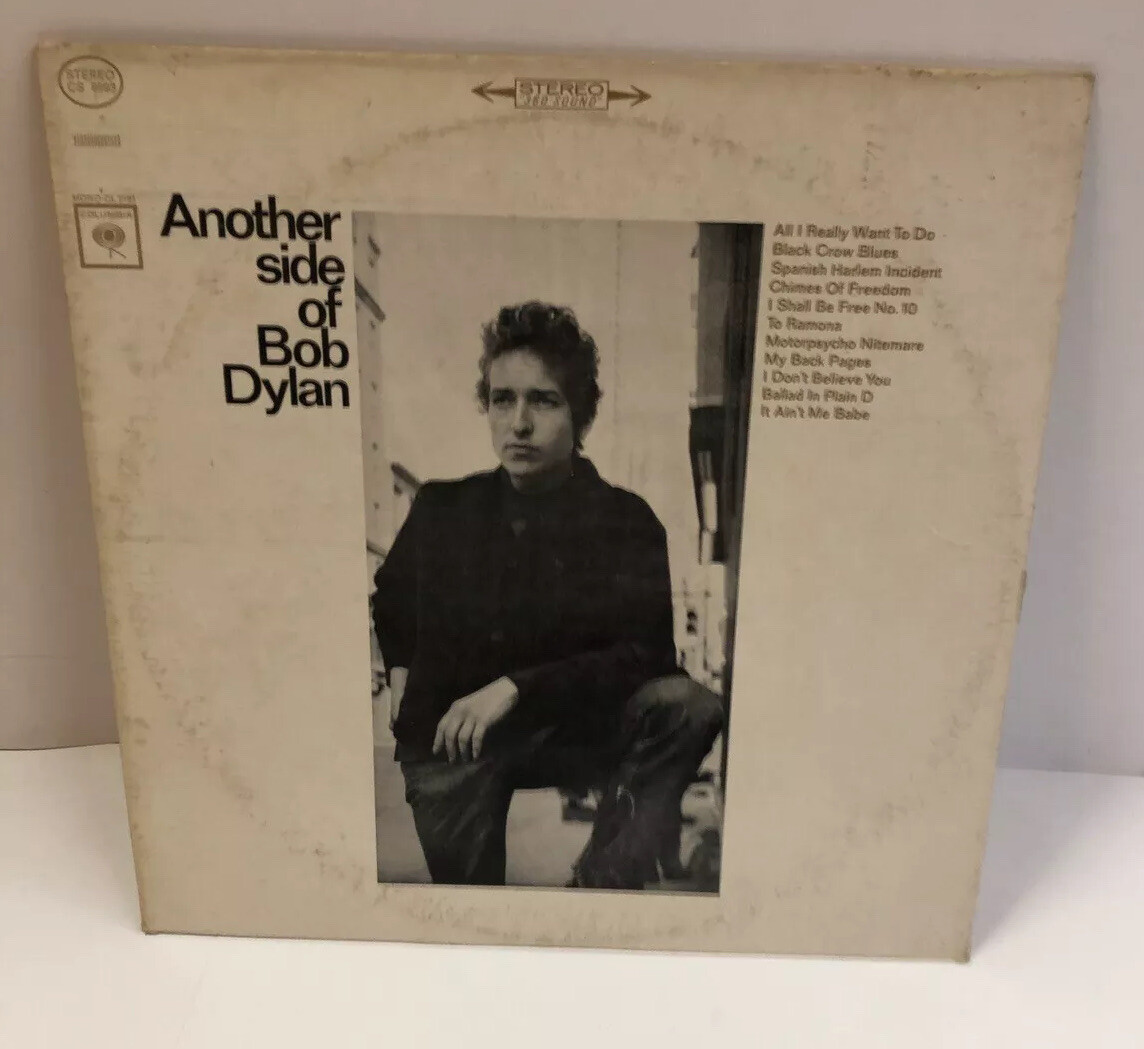 STEREO
CS 8993
STEREO
"360 SOUND"
COLUMBIA
Another
side
of
Bob
Dylan
All I Really Want To Do
Black Crow Blues
Spanish Harlem Incident
Chimes Of Freedom
I Shall Be Free No. 10
To Ramona
Motorpsycho Nitemare
My Back Pages
I Don't Believe You
Ballad In Plain D
It Ain't Me Babe